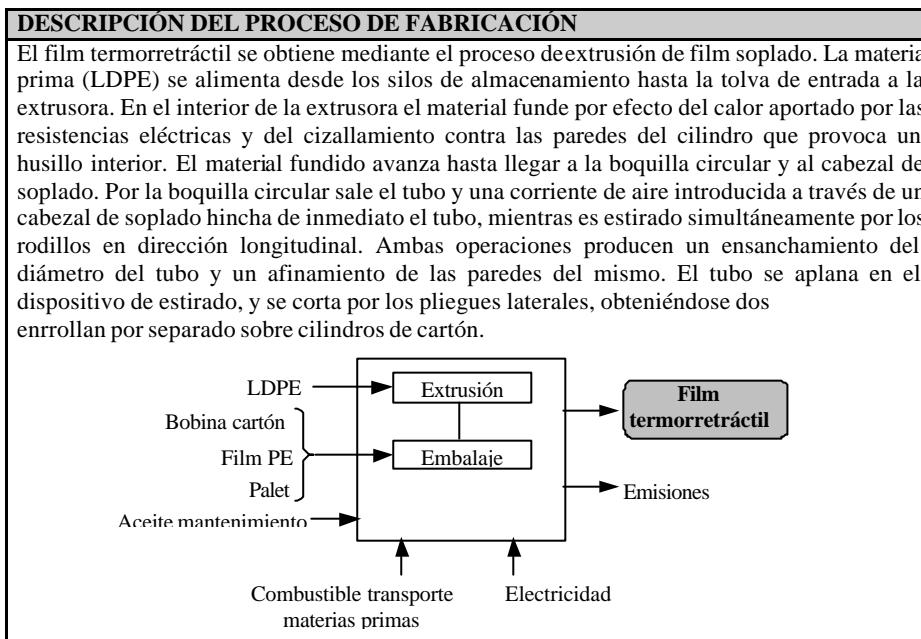 DESCRIPCIÓN DEL PROCESO DE FABRICACIÓN
El film termorretráctil se obtiene mediante el proceso deextrusión de film soplado. La materia
prima (LDPE) se alimenta desde los silos de almacenamiento hasta la tolva de entrada a la
extrusora. En el interior de la extrusora el material funde por efecto del calor aportado por las
resistencias eléctricas y del cizallamiento contra las paredes del cilindro que provoca un
husillo interior. El material fundido avanza hasta llegar a la boquilla circular y al cabezal de
soplado. Por la boquilla circular sale el tubo y una corriente de aire introducida a través de un
cabezal de soplado hincha de inmediato el tubo, mientras es estirado simultáneamente por los
rodillos en dirección longitudinal. Ambas operaciones producen un ensanchamiento del
diámetro del tubo y un afinamiento de las paredes del mismo. El tubo se aplana en el
dispositivo de estirado, y se corta por los pliegues laterales, obteniéndose dos
enrrollan por separado sobre cilindros de cartón.
LDPE
Extrusión
Film
termorretráctil
Bobina cartón
Film PE
Embalaje
Palet
Emisiones
Aceite mantenimiento
Combustible transporte
materias primas
Electricidad